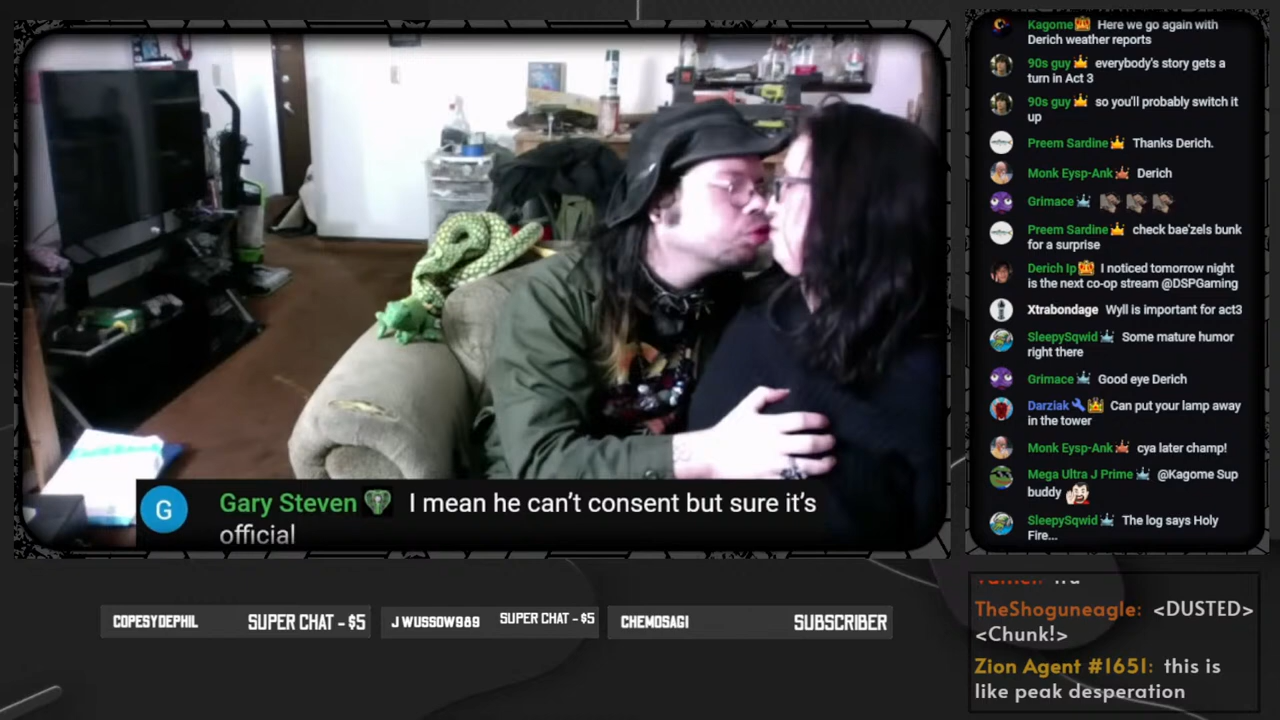 Kagome Here we go again with
Derich weather reports
90s guy everybody's story gets a
turn in Act 3
90s guy so you'll probably switch it
up
Preem Sardine Thanks Derich.
Monk Eysp-Ank Derich
Grimace
Preem Sardine check bae'zels bunk
for a surprise
Derich Ip I noticed tomorrow night
is the next co-op stream @DSPGaming
Xtrabondage Wyll is important for act3
SleepySqwid Some mature humor
right there
Grimace Good eye Derich
Darziak Can put your lamp away
in the tower
Monk Eysp-Ank cya later champ!
Mega Ultra J Prime @Kagome Sup
buddy
SleepySqwid The log says Holy
Fire...
G Gary Steven I mean he can’t consent but sure it’s
official
COPESYDEPHIL SUPER CHAT - $5
J WUSSOW989 SUPER CHAT - $5
CHEMOSAGI SUBSCRIBER
TheShoguneagle: <DUSTED>
<Chunk!>
Zion Agent #1651: this is
like peak desperation